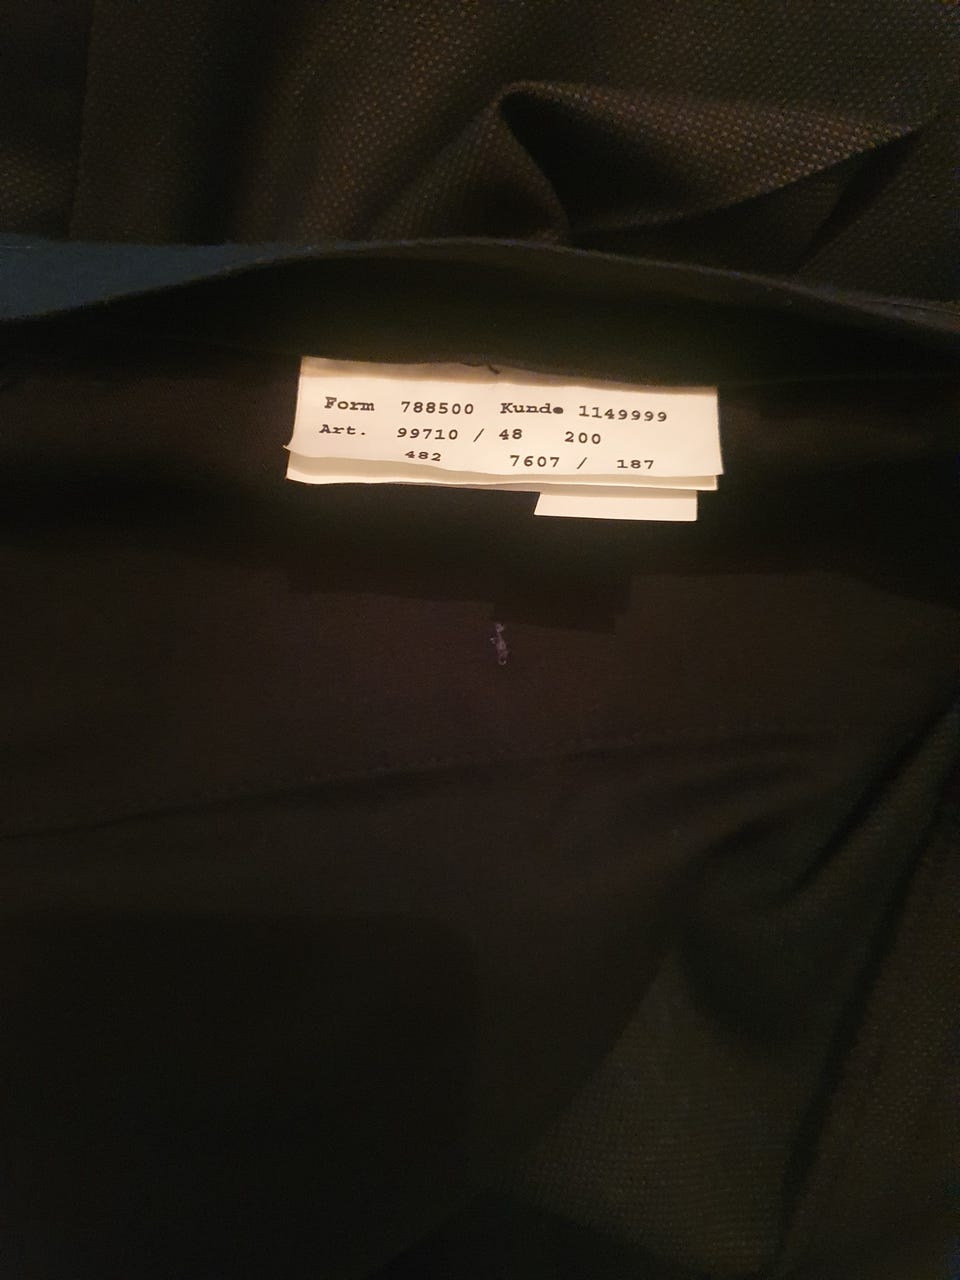 Form 788500 Kunde 1149999
Art. 99710 / 48 200
482 7607 / 187